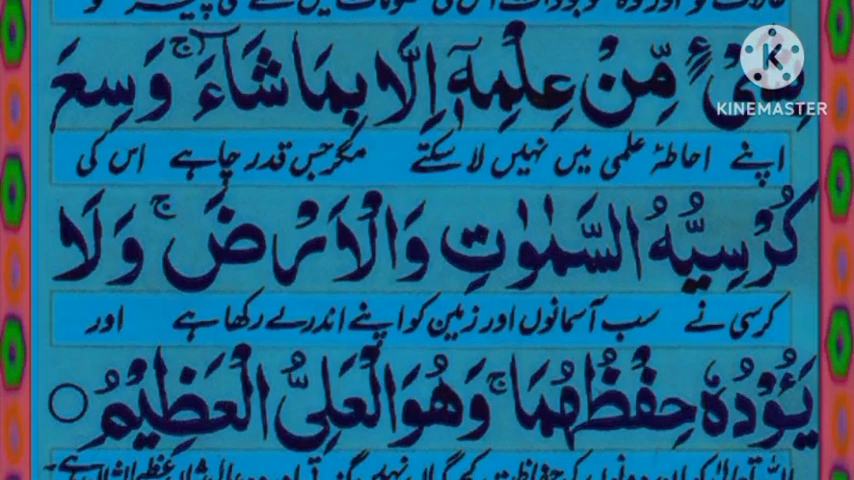 بِشَیْءٍ مِّنْ عِلْمِهٖٓ اِلَّا بِمَا شَآءَ ۚ وَسِعَ
KINEMASTER
اپنے احاطۂ علمی میں نہیں لا سکتے مگر جس قدر چاہے اس کی
كُرْسِیُّهُ السَّمٰوٰتِ وَالْاَرْضَ ۚ وَلَا
کرسی نے سب آسمانوں اور زمین کو اپنے اندر لے رکھا ہے اور
یَـُٔوْدُهٗ حِفْظُهُمَا ۚ وَهُوَ الْعَلِیُّ الْعَظِیْمُ ○